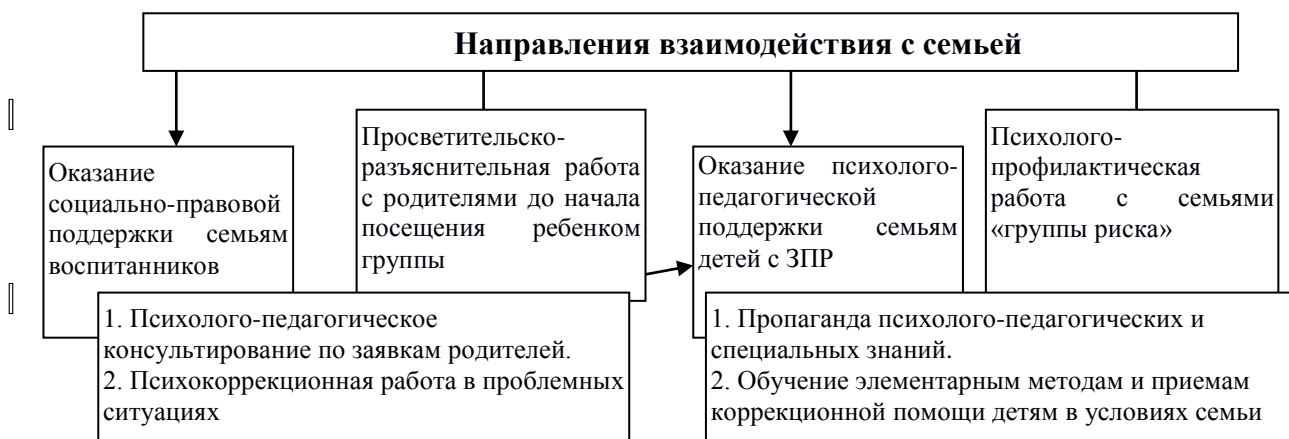 Направления взаимодействия с семьей
Оказание
социально-правовой
поддержки семьям
воспитанников
Просветительско-
разъяснительная работа
с родителями до начала
посещения ребенком
группы
Оказание психолого-
педагогической
поддержки семьям
детей с ЗПР
Психолого-
профилактическая
работа с семьями
«группы риска»
1. Психолого-педагогическое
консультирование по заявкам родителей.
2. Психокоррекционная работа в проблемных
ситуациях
1. Пропаганда психолого-педагогических и
специальных знаний.
2. Обучение элементарным методам и приемам
коррекционной помощи детям в условиях семьи